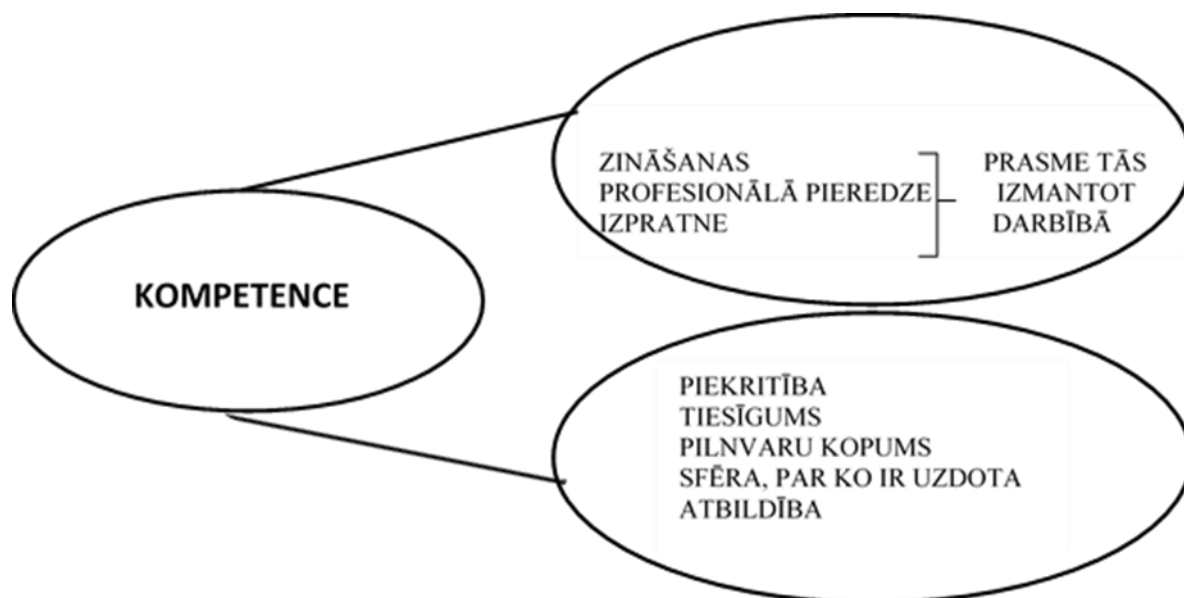 KOMPETENCE
ZINĀŠANAS
PROFESIONĀLĀ PIEREDZE
IZPRATNE
PRASME TĀS
IZMANTOT
DARBĪBĀ
PIEKRITĪBA
TIESĪGUMS
PILNVARU KOPUMS
SFĒRA, PAR KO IR UZDOTA
ATBILDĪBA